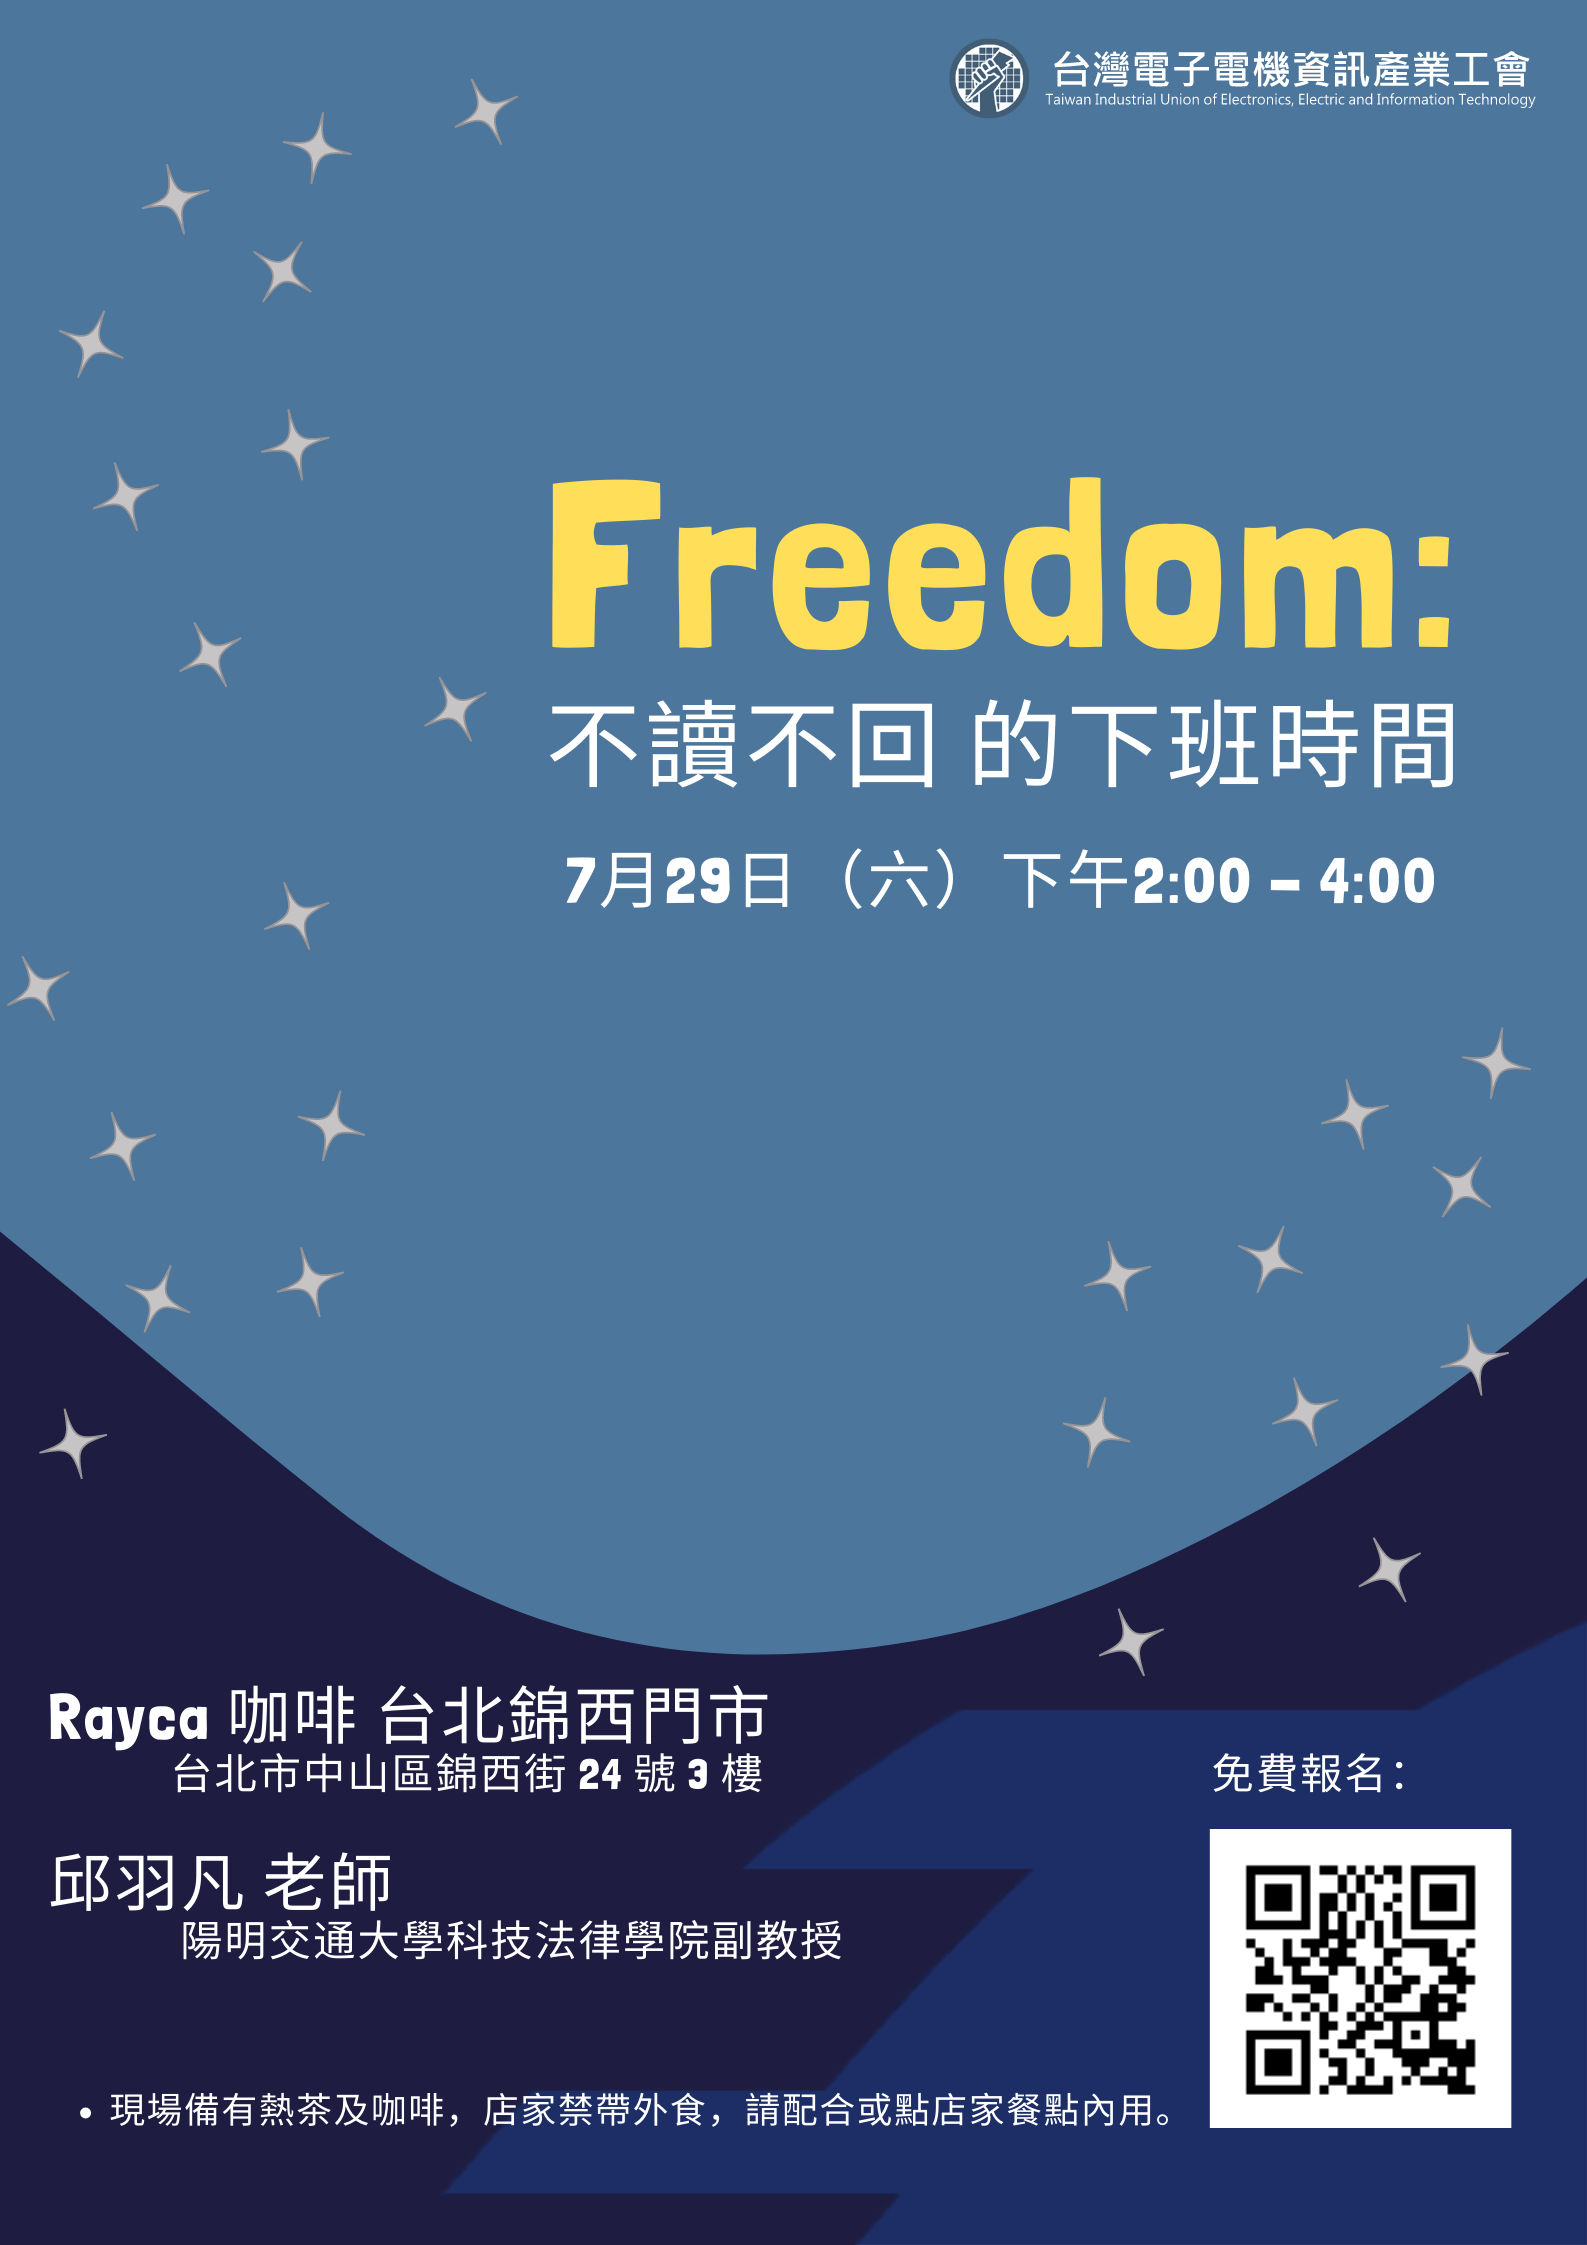 台灣電子電機資訊產業工會
Taiwan Industrial Union of Electronics, Electric and Information Technology
Freedom:
不讀不回 的下班時間
7月29日（六）下午2:00 – 4:00
Rayca 咖啡 台北錦西門市
台北市中山區錦西街 24 號 3 樓
免費報名：
邱羽凡 老師
陽明交通大學科技法律學院副教授
• 現場備有熱茶及咖啡，店家禁帶外食，請配合或點店家餐點內用。